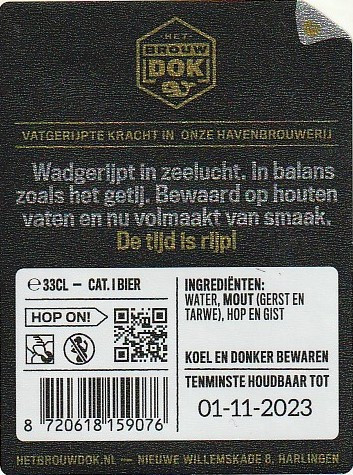 HET
BROUW
DOK
VATGERIJPTE KRACHT IN ONZE HAVENBROUWERIJ
Wadgerijpt in zeelucht. In balans
zoals het getij. Bewaard op houten
vaten en nu volmaakt van smaak.
De tijd is rijp!
℮ 33CL – CAT. I BIER
HOP ON!
INGREDIËNTEN:
WATER, MOUT (GERST EN
TARWE), HOP EN GIST
KOEL EN DONKER BEWAREN
TENMINSTE HOUDBAAR TOT
01-11-2023
8 720618 159076
HETBROUWDOK.NL — NIEUWE WILLEMSKADE 8, HARLINGEN